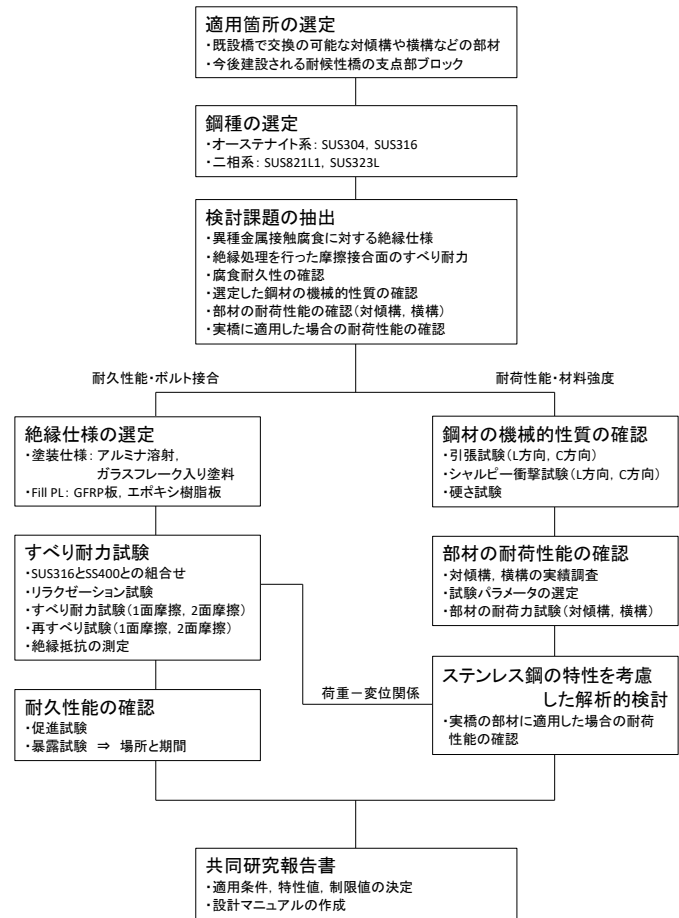 適用箇所の選定
・既設橋で交換の可能な対傾構や横構などの部材
・今後建設される耐候性橋の支点部ブロック
鋼種の選定
・オーステナイト系: SUS304, SUS316
・二相系: SUS821L1, SUS323L
検討課題の抽出
・異種金属接触腐食に対する絶縁仕様
・絶縁処理を行った摩擦接合面のすべり耐力
・腐食耐久性の確認
・選定した鋼材の機械的性質の確認
・部材の耐荷性能の確認(対傾構, 横構)
・実橋に適用した場合の耐荷性能の確認
耐久性能・ボルト接合
絶縁仕様の選定
・塗装仕様: アルミナ溶射,
ガラスフレーク入り塗料
・Fill PL: GFRP板, エポキシ樹脂板
すべり耐力試験
・SUS316とSS400との組合せ
・リラクゼーション試験
・すべり耐力試験(1面摩擦, 2面摩擦)
・再すべり試験(1面摩擦, 2面摩擦)
・絶縁抵抗の測定
耐久性能の確認
・促進試験
・暴露試験 ⇒ 場所と期間
耐荷性能・材料強度
鋼材の機械的性質の確認
・引張試験(L方向, C方向)
・シャルピー衝撃試験(L方向, C方向)
・硬さ試験
部材の耐荷性能の確認
・対傾構, 横構の実績調査
・試験パラメータの選定
・部材の耐荷力試験(対傾構, 横構)
荷重－変位関係
ステンレス鋼の特性を考慮
した解析的検討
・実橋の部材に適用した場合の耐荷
性能の確認
共同研究報告書
・適用条件, 特性値, 制限値の決定
・設計マニュアルの作成